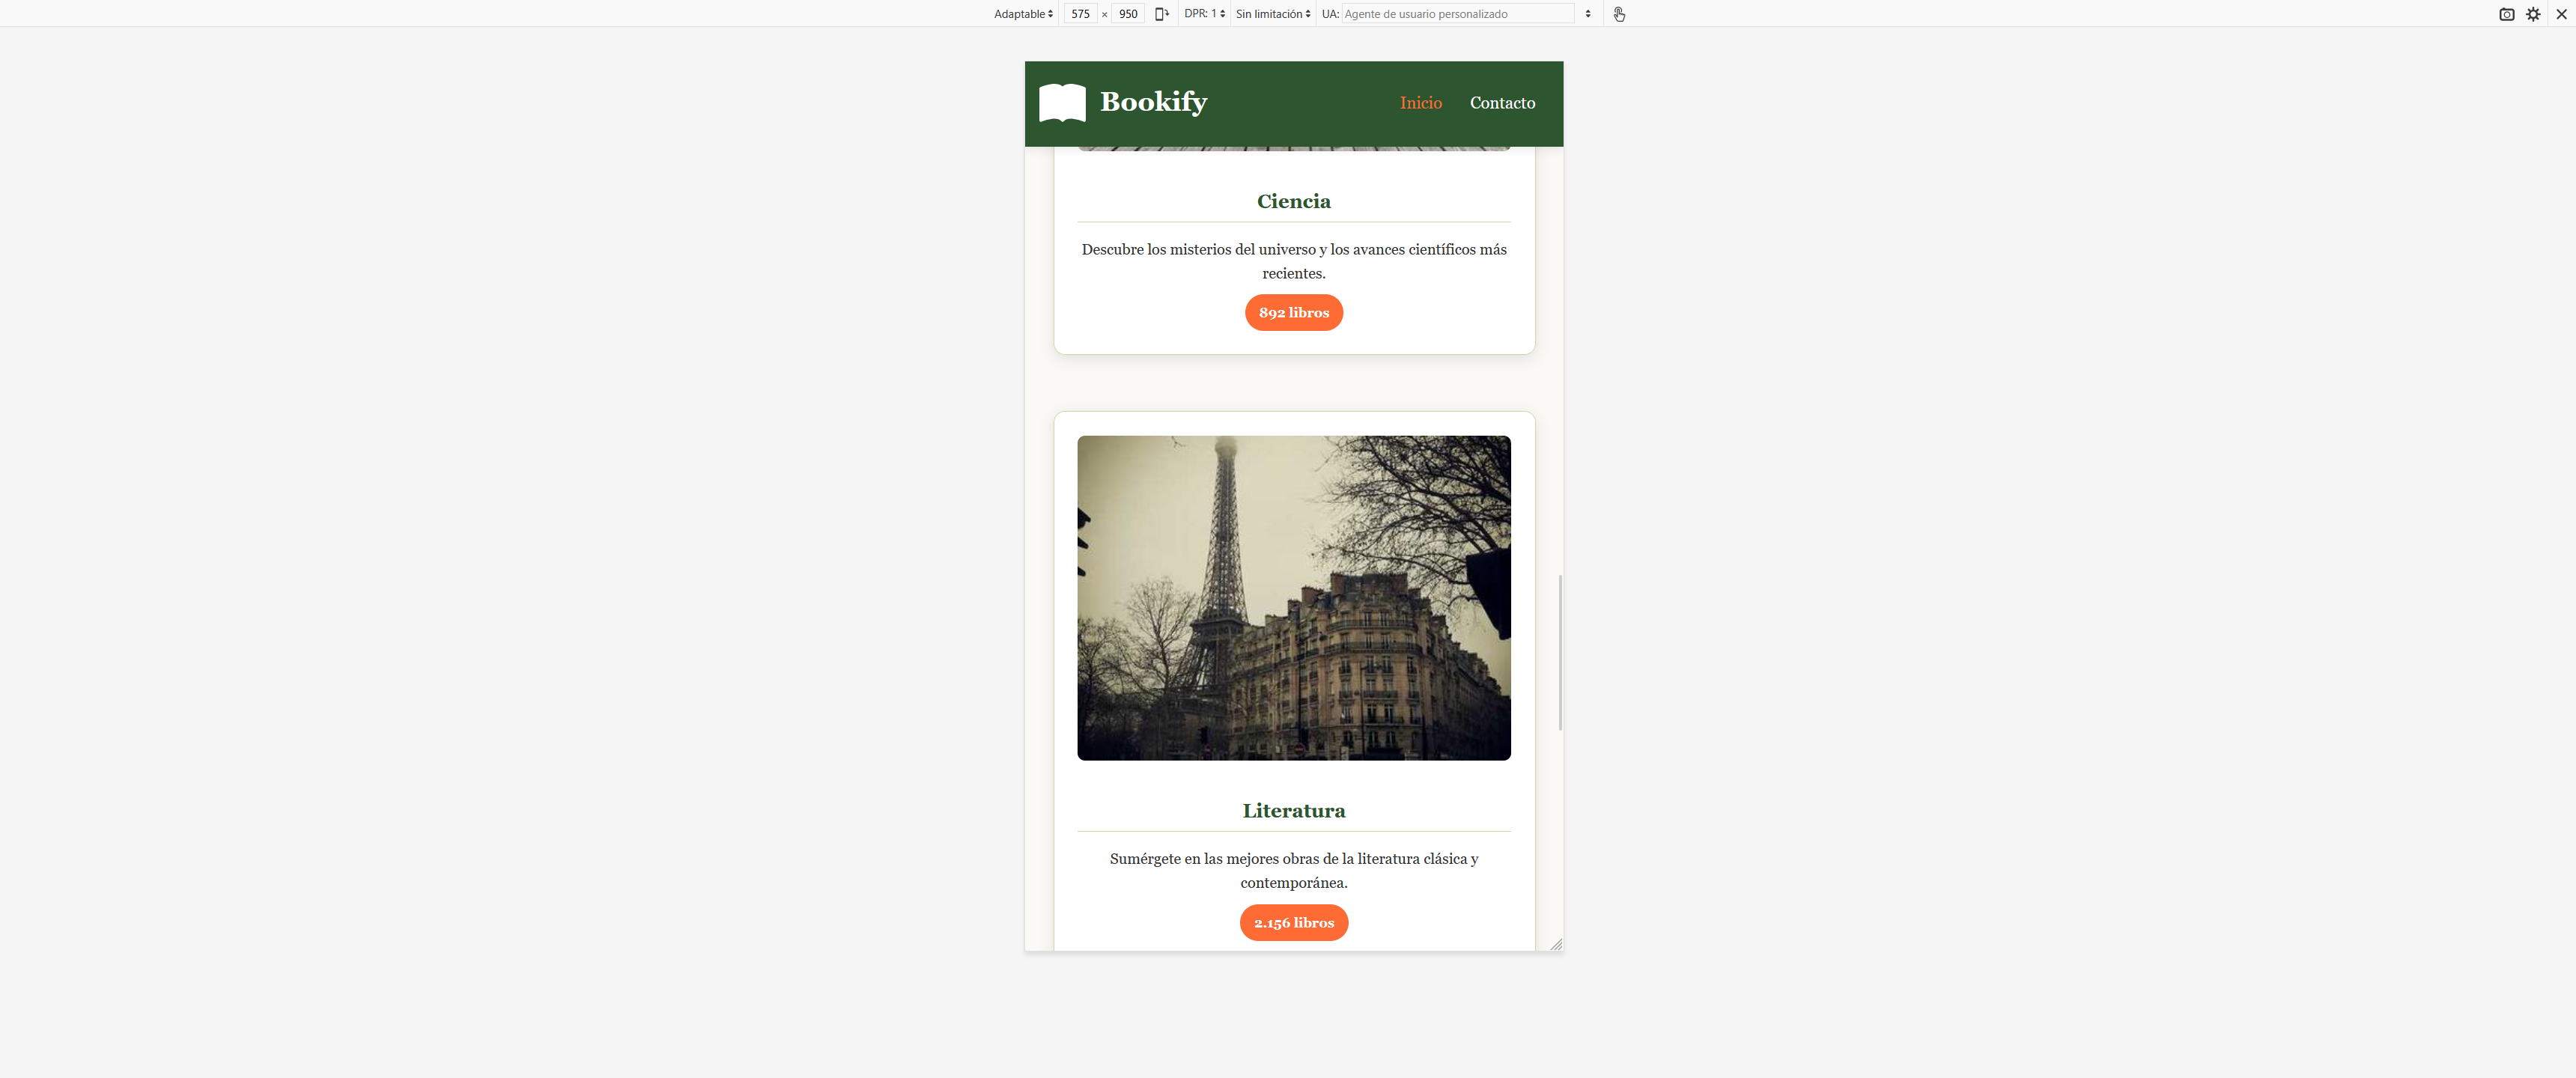 Adaptable 575 × 950 DPR: 1 Sin limitación UA: Agente de usuario personalizado
Bookify Inicio Contacto
Ciencia
Descubre los misterios del universo y los avances científicos más
recientes.
892 libros
Literatura
Sumérgete en las mejores obras de la literatura clásica y
contemporánea.
2.156 libros